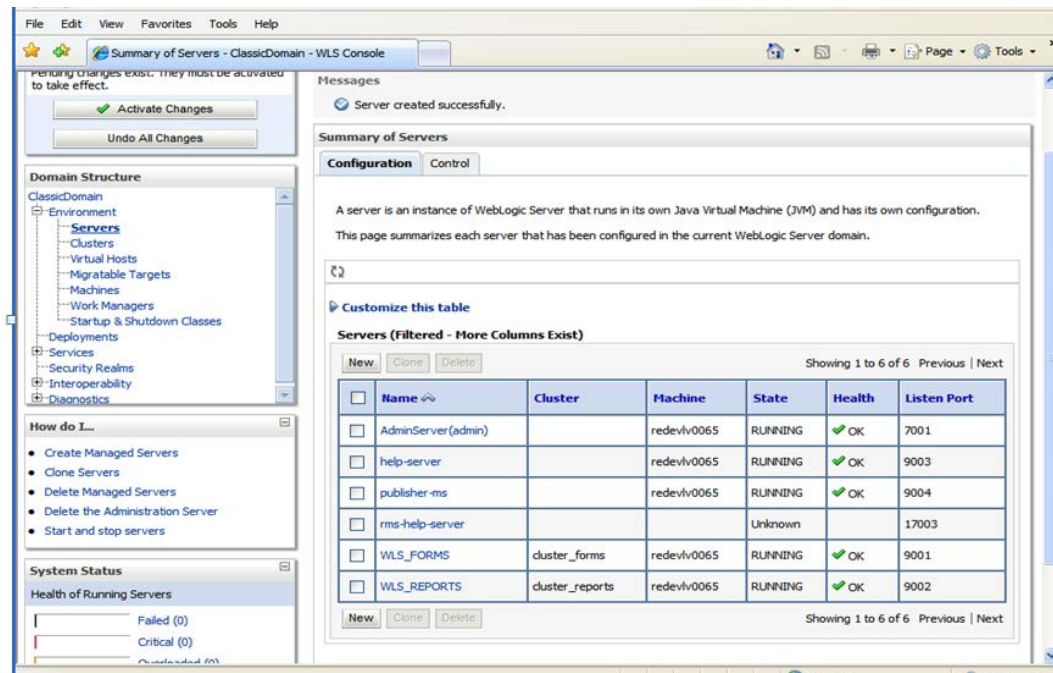 File Edit View Favorites Tools Help
Summary of Servers - ClassicDomain - WLS Console
Page Tools
Pending changes exist. They must be activated
to take effect.
Activate Changes
Undo All Changes
Domain Structure
ClassicDomain
Environment
Servers
Clusters
Virtual Hosts
Migratable Targets
Machines
Work Managers
Startup & Shutdown Classes
Deployments
Services
Security Realms
Interoperability
Diagnostics
How do I...
Create Managed Servers
Clone Servers
Delete Managed Servers
Delete the Administration Server
Start and stop servers
System Status
Health of Running Servers
Failed (0)
Critical (0)
Overloaded (0)
Messages
Server created successfully.
Summary of Servers
Configuration Control
A server is an instance of WebLogic Server that runs in its own Java Virtual Machine (JVM) and has its own configuration.
This page summarizes each server that has been configured in the current WebLogic Server domain.
Customize this table
Servers (Filtered - More Columns Exist)
New Clone Delete Showing 1 to 6 of 6 Previous | Next
Name Cluster Machine State Health Listen Port
AdminServer(admin) redevlv0065 RUNNING OK 7001
help-server redevlv0065 RUNNING OK 9003
publisher-ms redevlv0065 RUNNING OK 9004
rms-help-server Unknown 17003
WLS_FORMS cluster_forms redevlv0065 RUNNING OK 9001
WLS_REPORTS cluster_reports redevlv0065 RUNNING OK 9002
New Clone Delete Showing 1 to 6 of 6 Previous | Next